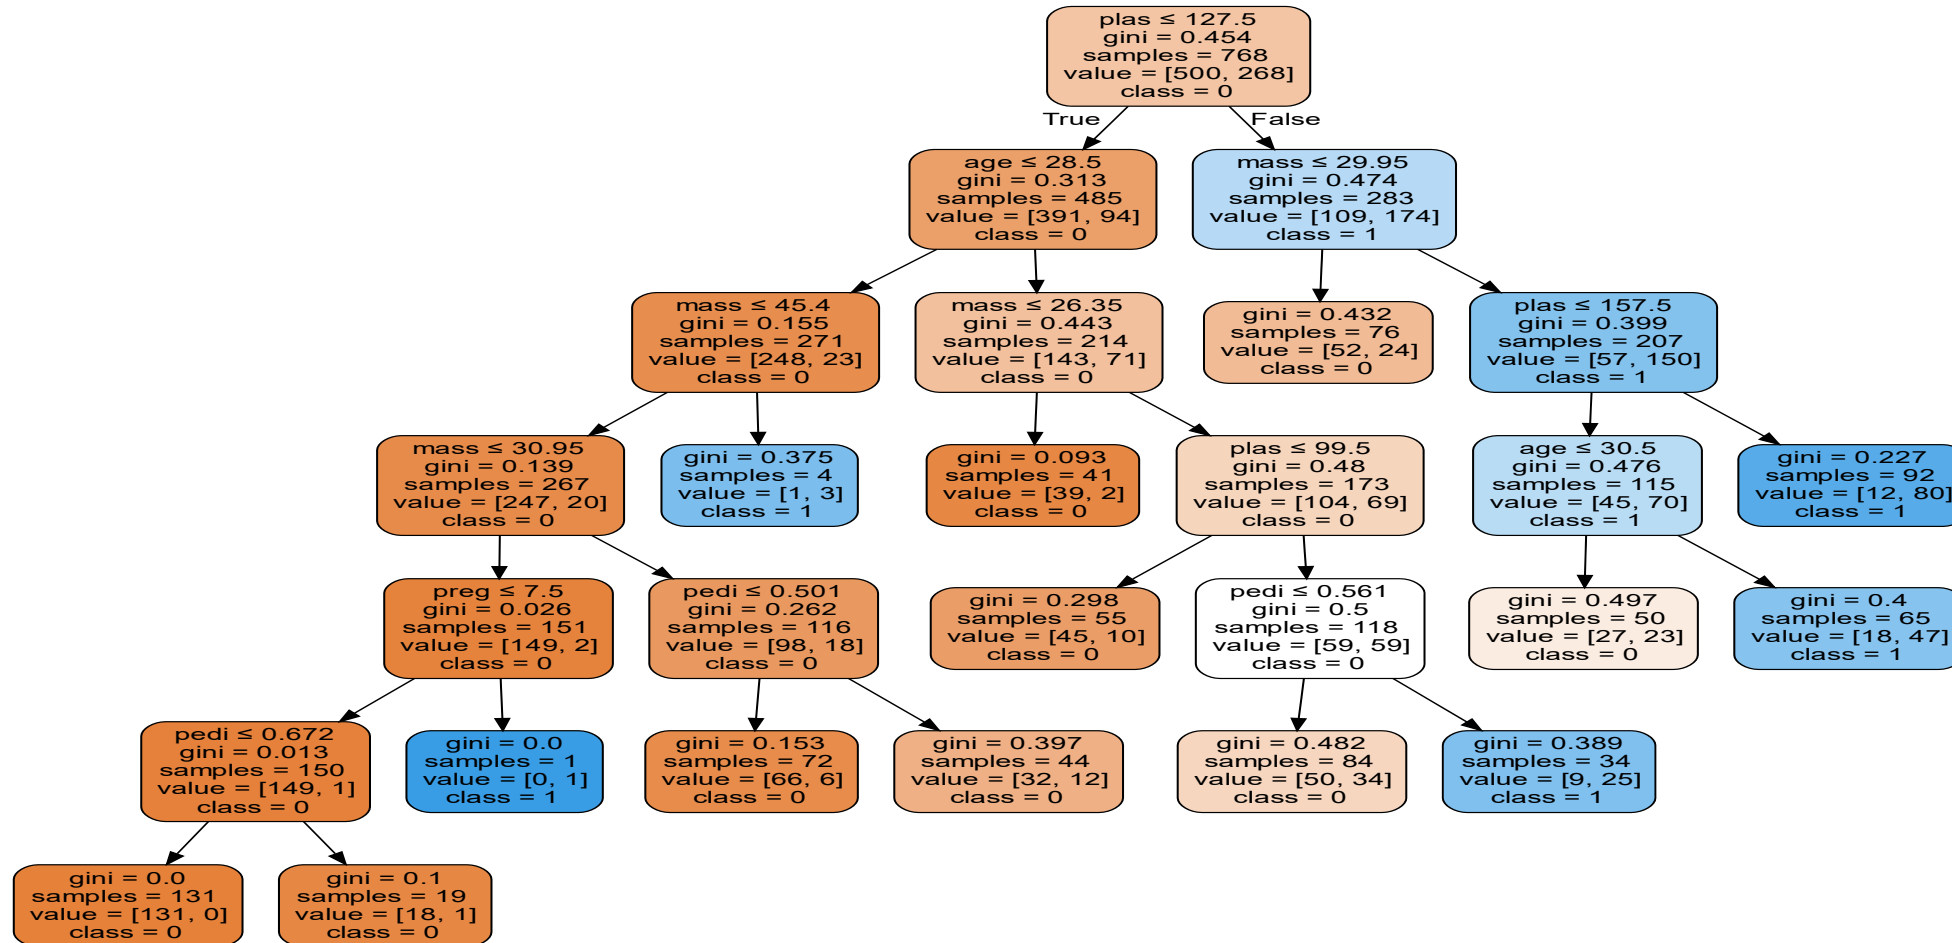 plas ≤ 127.5
gini = 0.454
samples = 768
value = [500, 268]
class = 0
True
False
age ≤ 28.5
gini = 0.313
samples = 485
value = [391, 94]
class = 0
mass ≤ 29.95
gini = 0.474
samples = 283
value = [109, 174]
class = 1
mass ≤ 45.4
gini = 0.155
samples = 271
value = [248, 23]
class = 0
mass ≤ 26.35
gini = 0.443
samples = 214
value = [143, 71]
class = 0
gini = 0.432
samples = 76
value = [52, 24]
class = 0
plas ≤ 157.5
gini = 0.399
samples = 207
value = [57, 150]
class = 1
mass ≤ 30.95
gini = 0.139
samples = 267
value = [247, 20]
class = 0
gini = 0.375
samples = 4
value = [1, 3]
class = 1
gini = 0.093
samples = 41
value = [39, 2]
class = 0
plas ≤ 99.5
gini = 0.48
samples = 173
value = [104, 69]
class = 0
age ≤ 30.5
gini = 0.476
samples = 115
value = [45, 70]
class = 1
gini = 0.227
samples = 92
value = [12, 80]
class = 1
preg ≤ 7.5
gini = 0.026
samples = 151
value = [149, 2]
class = 0
pedi ≤ 0.501
gini = 0.262
samples = 116
value = [98, 18]
class = 0
gini = 0.298
samples = 55
value = [45, 10]
class = 0
pedi ≤ 0.561
gini = 0.5
samples = 118
value = [59, 59]
class = 0
gini = 0.497
samples = 50
value = [27, 23]
class = 0
gini = 0.4
samples = 65
value = [18, 47]
class = 1
pedi ≤ 0.672
gini = 0.013
samples = 150
value = [149, 1]
class = 0
gini = 0.0
samples = 1
value = [0, 1]
class = 1
gini = 0.153
samples = 72
value = [66, 6]
class = 0
gini = 0.397
samples = 44
value = [32, 12]
class = 0
gini = 0.482
samples = 84
value = [50, 34]
class = 0
gini = 0.389
samples = 34
value = [9, 25]
class = 1
gini = 0.0
samples = 131
value = [131, 0]
class = 0
gini = 0.1
samples = 19
value = [18, 1]
class = 0